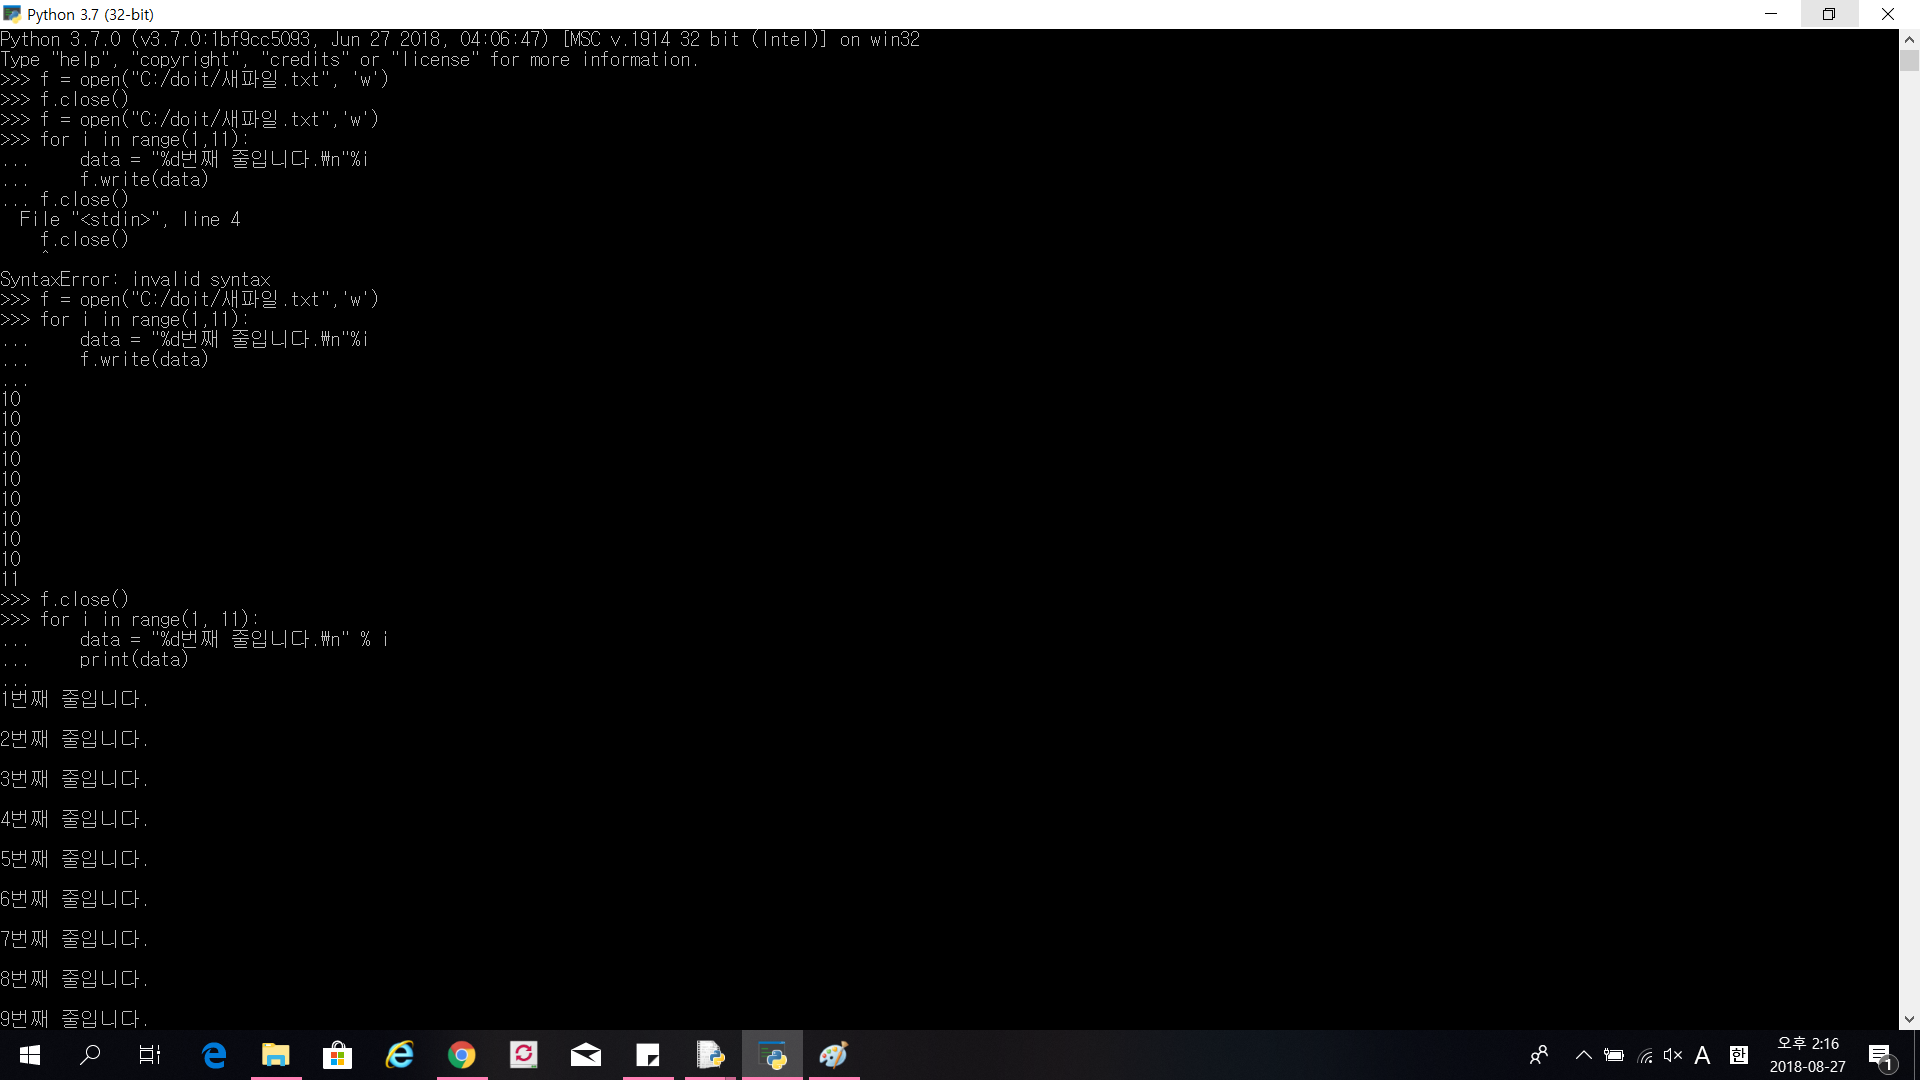 Python 3.7 (32-bit)
Python 3.7.0 (v3.7.0:1bf9cc5093, Jun 27 2018, 04:06:47) [MSC v.1914 32 bit (Intel)] on win32
Type "help", "copyright", "credits" or "license" for more information.
>>> f = open("C:/doit/새파일.txt", 'w')
>>> f.close()
>>> f = open("C:/doit/새파일.txt",'w')
>>> for i in range(1,11):
...     data = "%d번째 줄입니다.₩n"%i
...     f.write(data)
... f.close()
  File "<stdin>", line 4
    f.close()
    ^
SyntaxError: invalid syntax
>>> f = open("C:/doit/새파일.txt",'w')
>>> for i in range(1,11):
...     data = "%d번째 줄입니다.₩n"%i
...     f.write(data)
...
10
10
10
10
10
10
10
10
10
11
>>> f.close()
>>> for i in range(1, 11):
...     data = "%d번째 줄입니다.₩n" % i
...     print(data)
...
1번째 줄입니다.
2번째 줄입니다.
3번째 줄입니다.
4번째 줄입니다.
5번째 줄입니다.
6번째 줄입니다.
7번째 줄입니다.
8번째 줄입니다.
9번째 줄입니다.
A 한 오후 2:16
2018-08-27
1